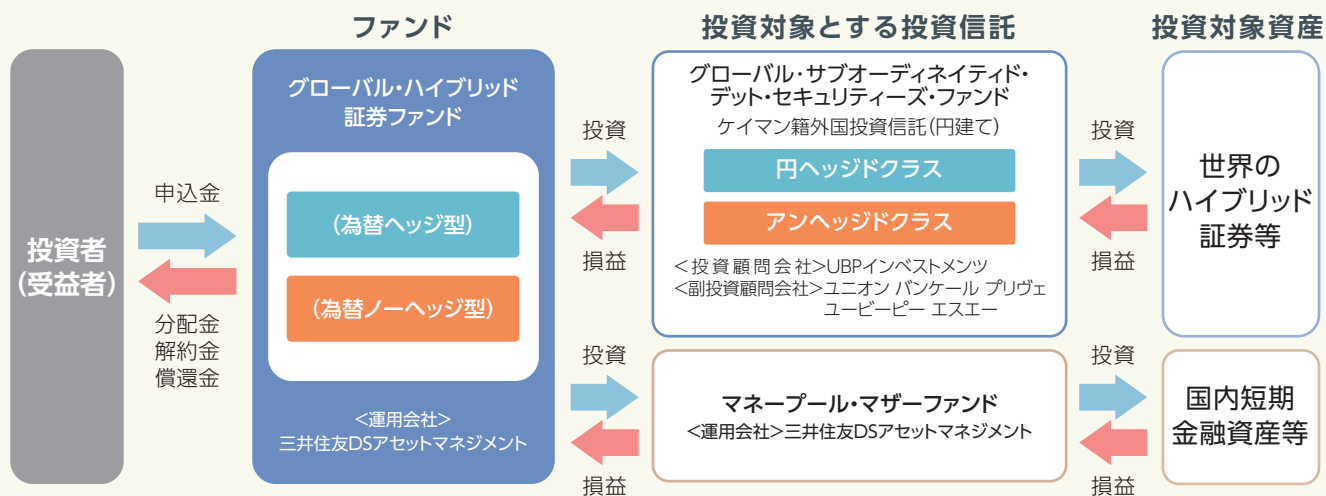 ファンド
投資対象とする投資信託
投資対象資産
投資者
(受益者)
申込金
分配金
解約金
償還金
グローバル・ハイブリッド
証券ファンド
(為替ヘッジ型)
(為替ノーヘッジ型)
<運用会社>
三井住友DSアセットマネジメント
投資
損益
投資
損益
グローバル・サブオーディネイティド・
デット・セキュリティーズ・ファンド
ケイマン籍外国投資信託(円建て)
円ヘッジドクラス
アンヘッジドクラス
<投資顧問会社>UBPインベストメンツ
<副投資顧問会社>ユニオン バンケール プリヴェ
ユービーピー エスエー
マネープール・マザーファンド
<運用会社>三井住友DSアセットマネジメント
投資
損益
投資
損益
世界の
ハイブリッド
証券等
国内短期
金融資産等